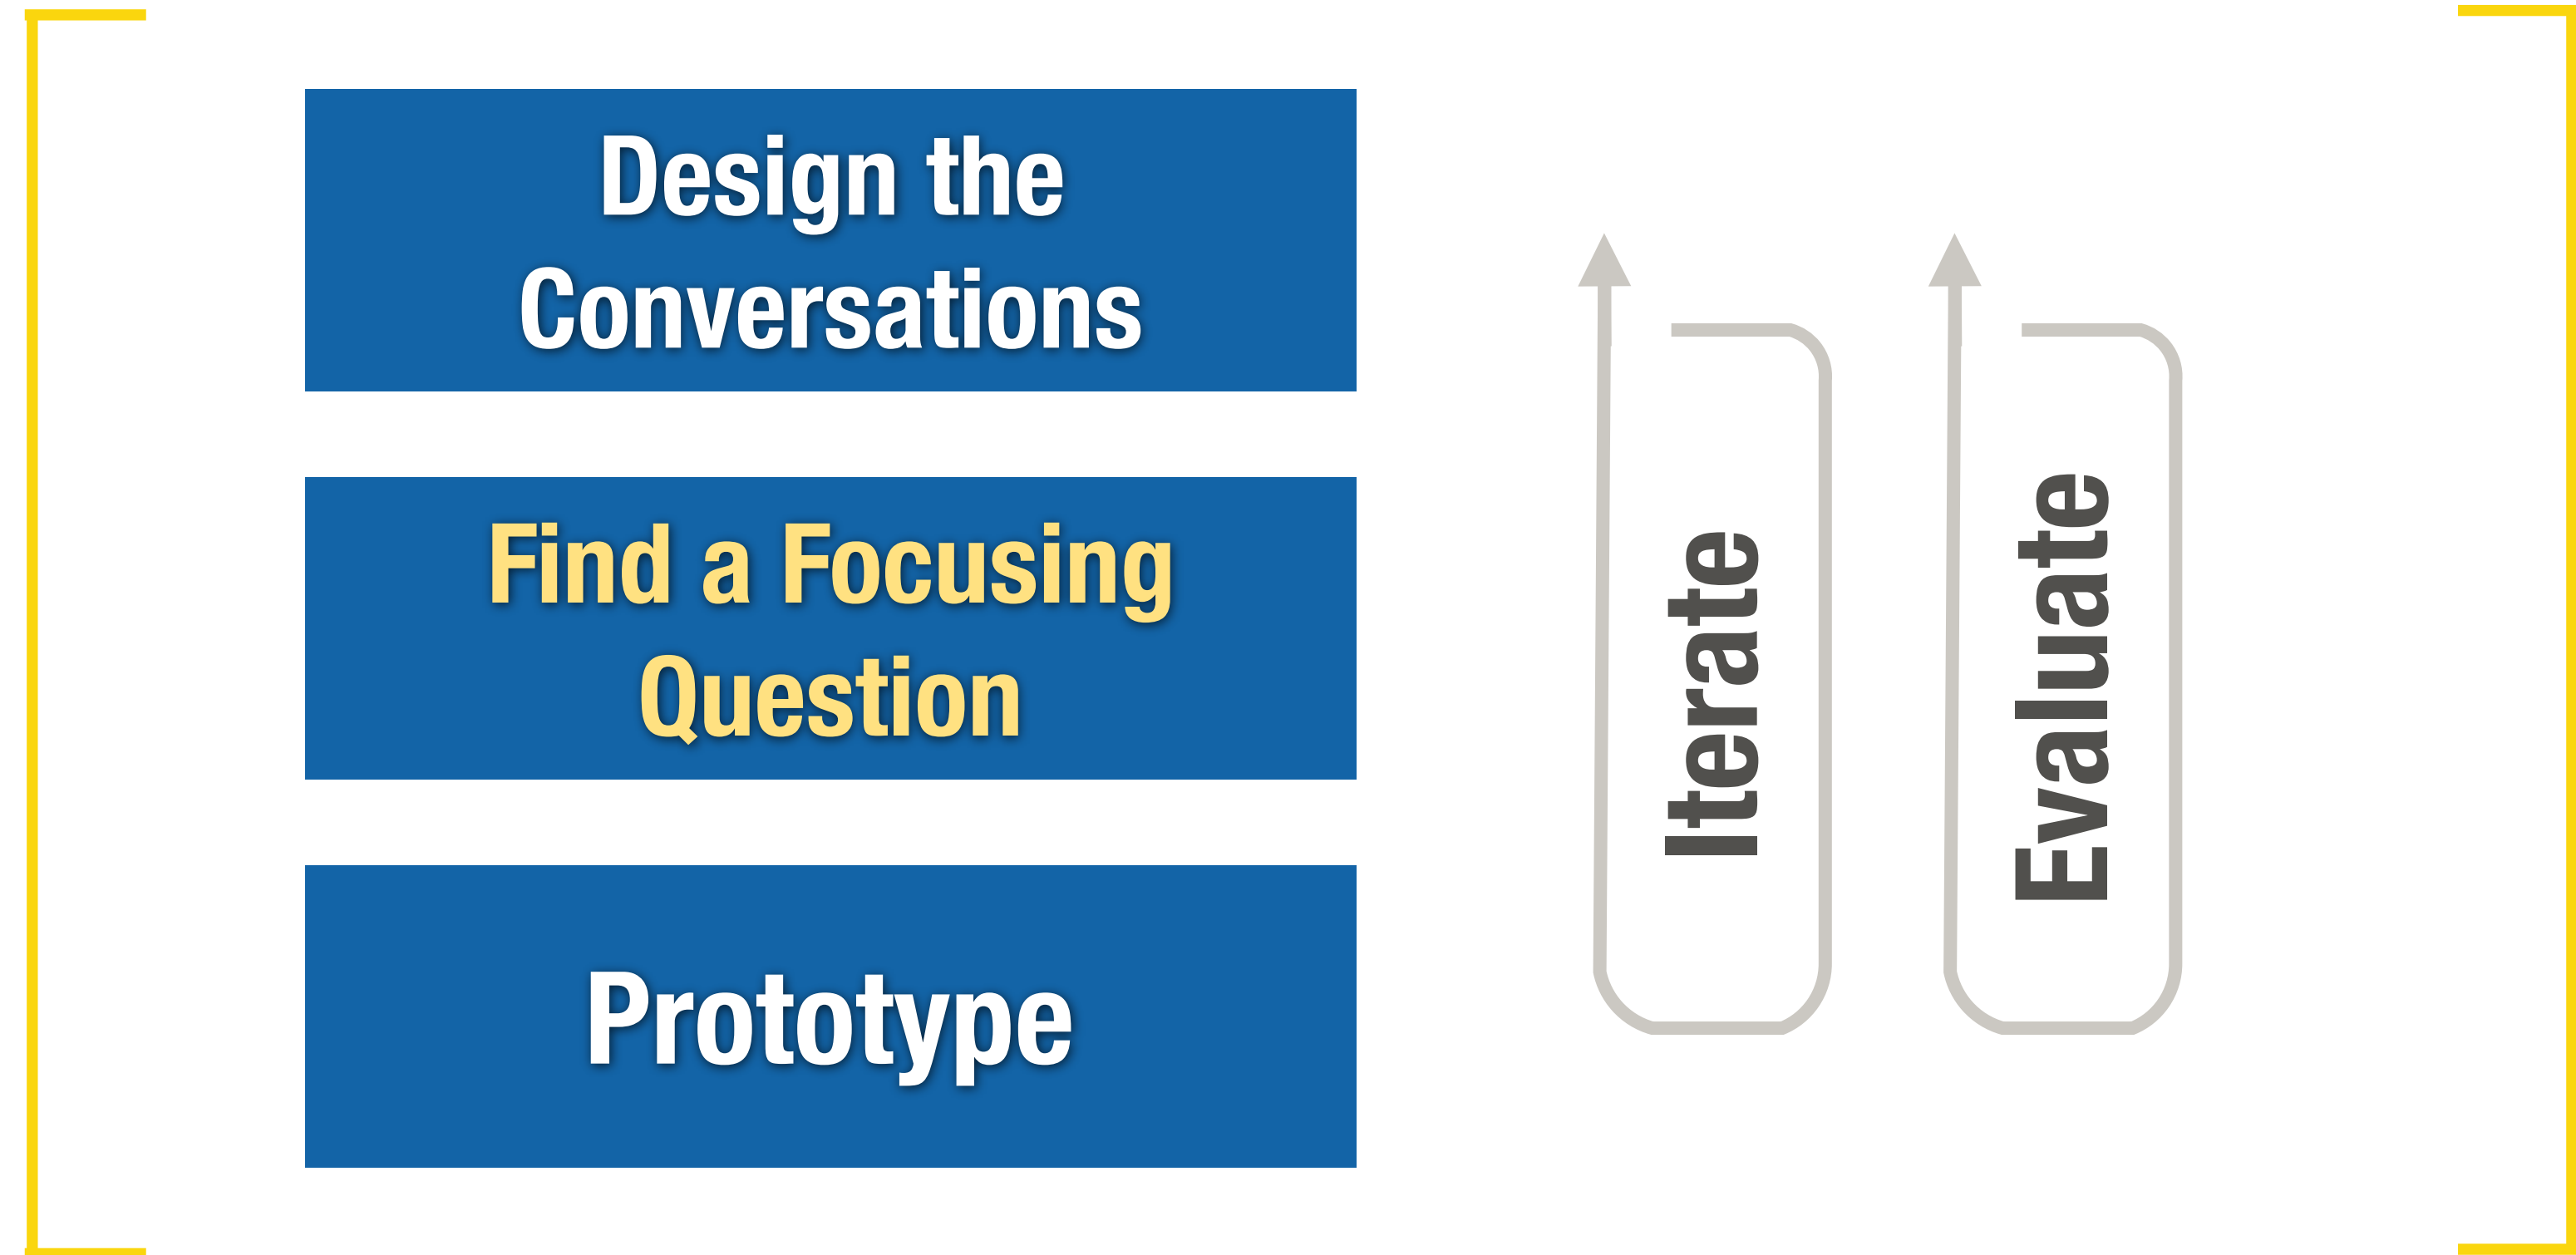 Design the
Conversations
Find a Focusing
Question
Prototype
Iterate
Evaluate